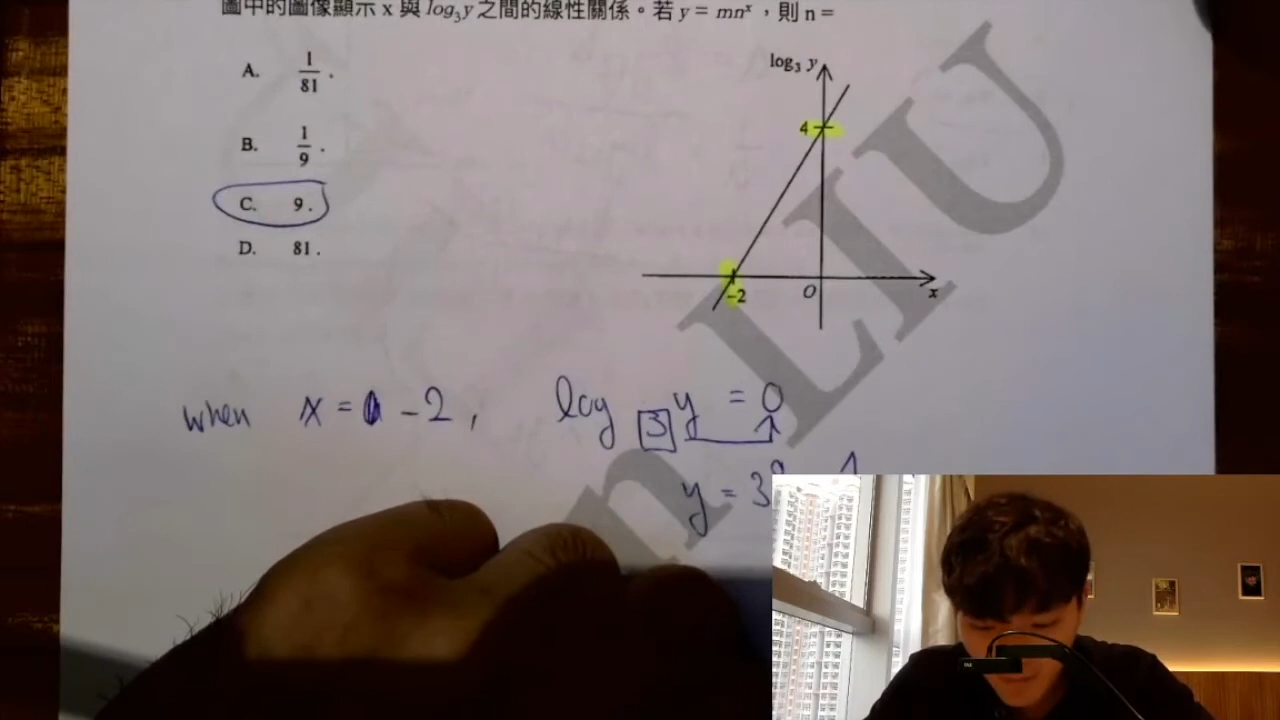 圖中的圖像顯示 x 與 log₃y 之間的線性關係。若 y = mnˣ，則 n =
A. 1/81 .
B. 1/9 .
C. 9 .
D. 81 .
log₃ y
4
-2
O
x
when x = -2 , log 3 y = 0
y = 3
n LIU